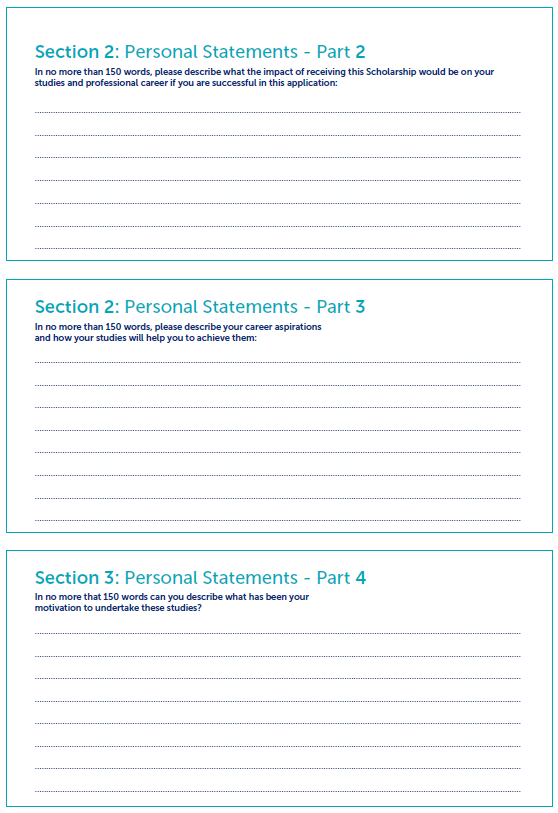 Section 2: Personal Statements - Part 2
In no more than 150 words, please describe what the impact of receiving this Scholarship would be on your
studies and professional career if you are successful in this application:
Section 2: Personal Statements - Part 3
In no more than 150 words, please describe your career aspirations
and how your studies will help you to achieve them:
Section 3: Personal Statements - Part 4
In no more that 150 words can you describe what has been your
motivation to undertake these studies?